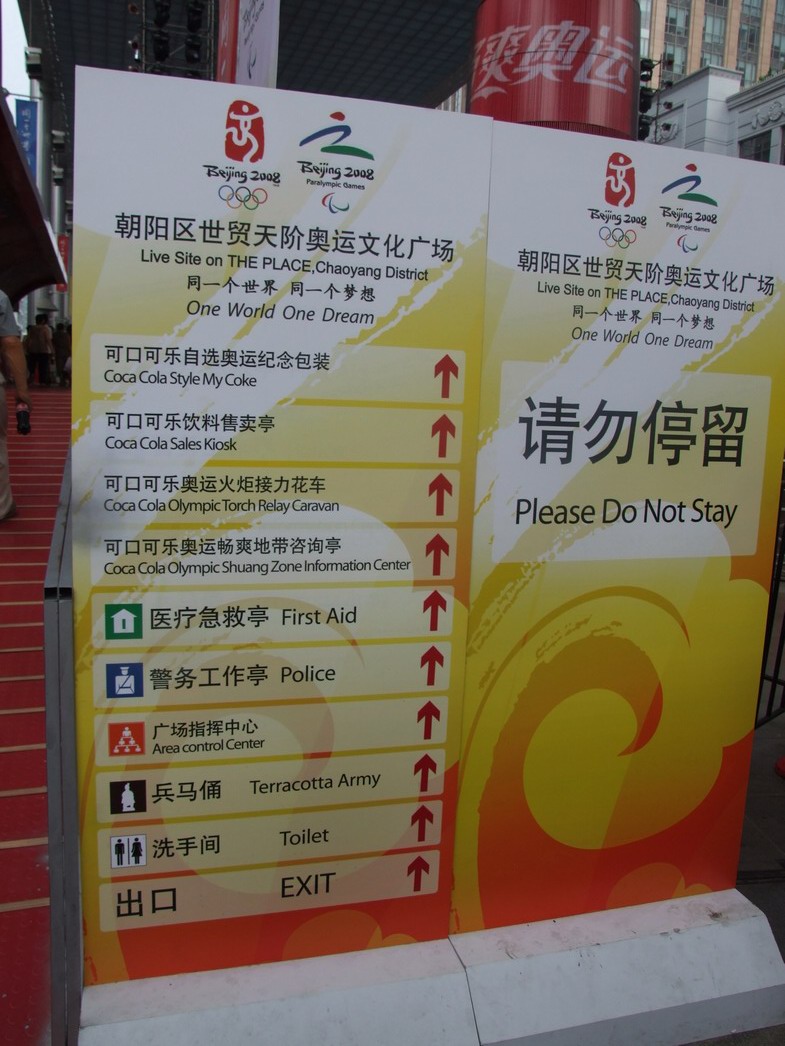 爽奥运
Beijing 2008
Beijing 2008
Paralympic Games
朝阳区世贸天阶奥运文化广场
Live Site on THE PLACE,Chaoyang District
同一个世界 同一个梦想
One World One Dream
可口可乐自选奥运纪念包装
Coca Cola Style My Coke
可口可乐饮料售卖亭
Coca Cola Sales Kiosk
可口可乐奥运火炬接力花车
Coca Cola Olympic Torch Relay Caravan
可口可乐奥运畅爽地带咨询亭
Coca Cola Olympic Shuang Zone Information Center
医疗急救亭 First Aid
警务工作亭 Police
广场指挥中心
Area control Center
兵马俑 Terracotta Army
洗手间 Toilet
出口 EXIT
Beijing 2008
Beijing 2008
Paralympic Games
朝阳区世贸天阶奥运文化广场
Live Site on THE PLACE,Chaoyang District
同一个世界 同一个梦想
One World One Dream
请勿停留
Please Do Not Stay